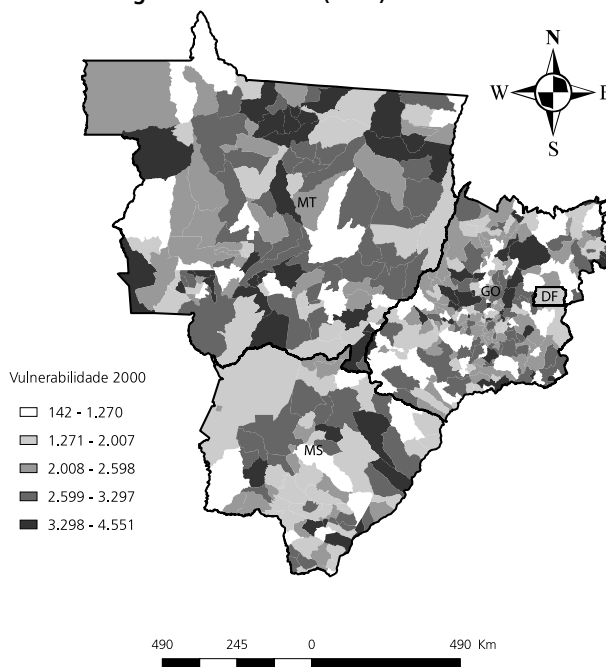 N
W
E
S
MT
GO
DF
MS
Vulnerabilidade 2000
142 - 1.270
1.271 - 2.007
2.008 - 2.598
2.599 - 3.297
3.298 - 4.551
490 245 0 490 Km